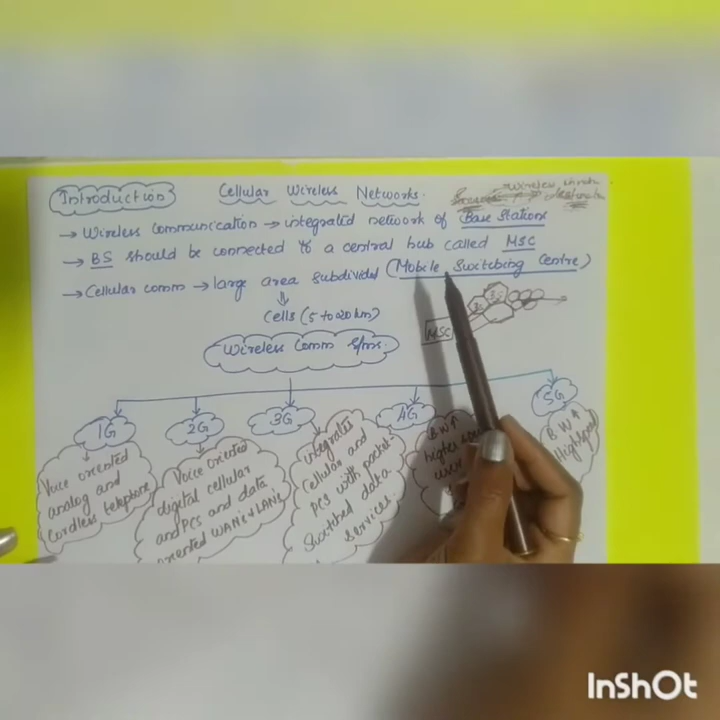 Introduction
Cellular Wireless Networks.
→ Wireless Communication → integrated network of Base Stations
→ BS should be connected to a central hub called MSC
(Mobile Switching Centre)
→ Cellular comm → large area subdivided
⇓
Cells (5 to 20 km)
MSC
Wireless Comm S/ms.
1G
2G
3G
4G
5G
Voice oriented
analog and
Cordless telephone
Voice oriented
digital cellular
and PCS and data
oriented WANs & LANs
integrates
Cellular and
PCS with packet
Switched data
services.
BW↑
higher
BW↑
High speed
InShOt